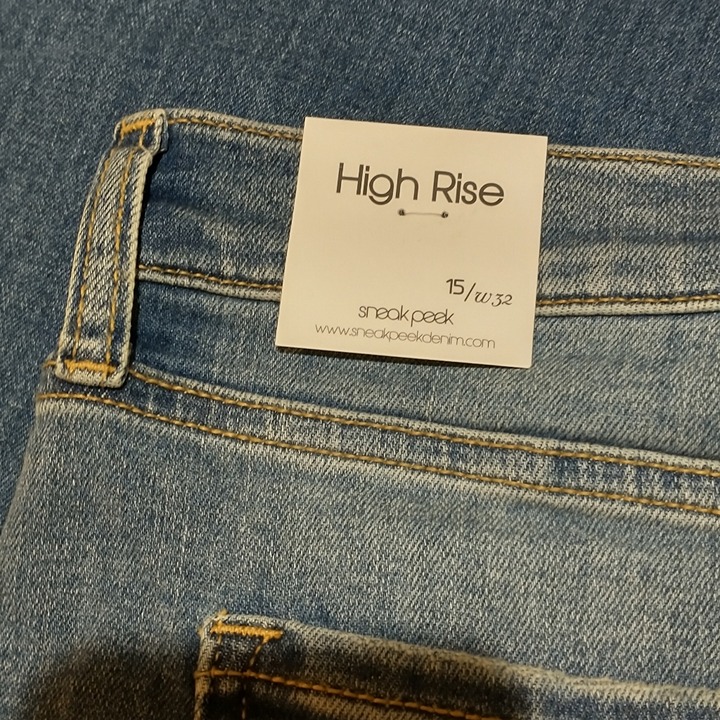 High Rise
15/w32
sneak peek
www.sneakpeekdenim.com